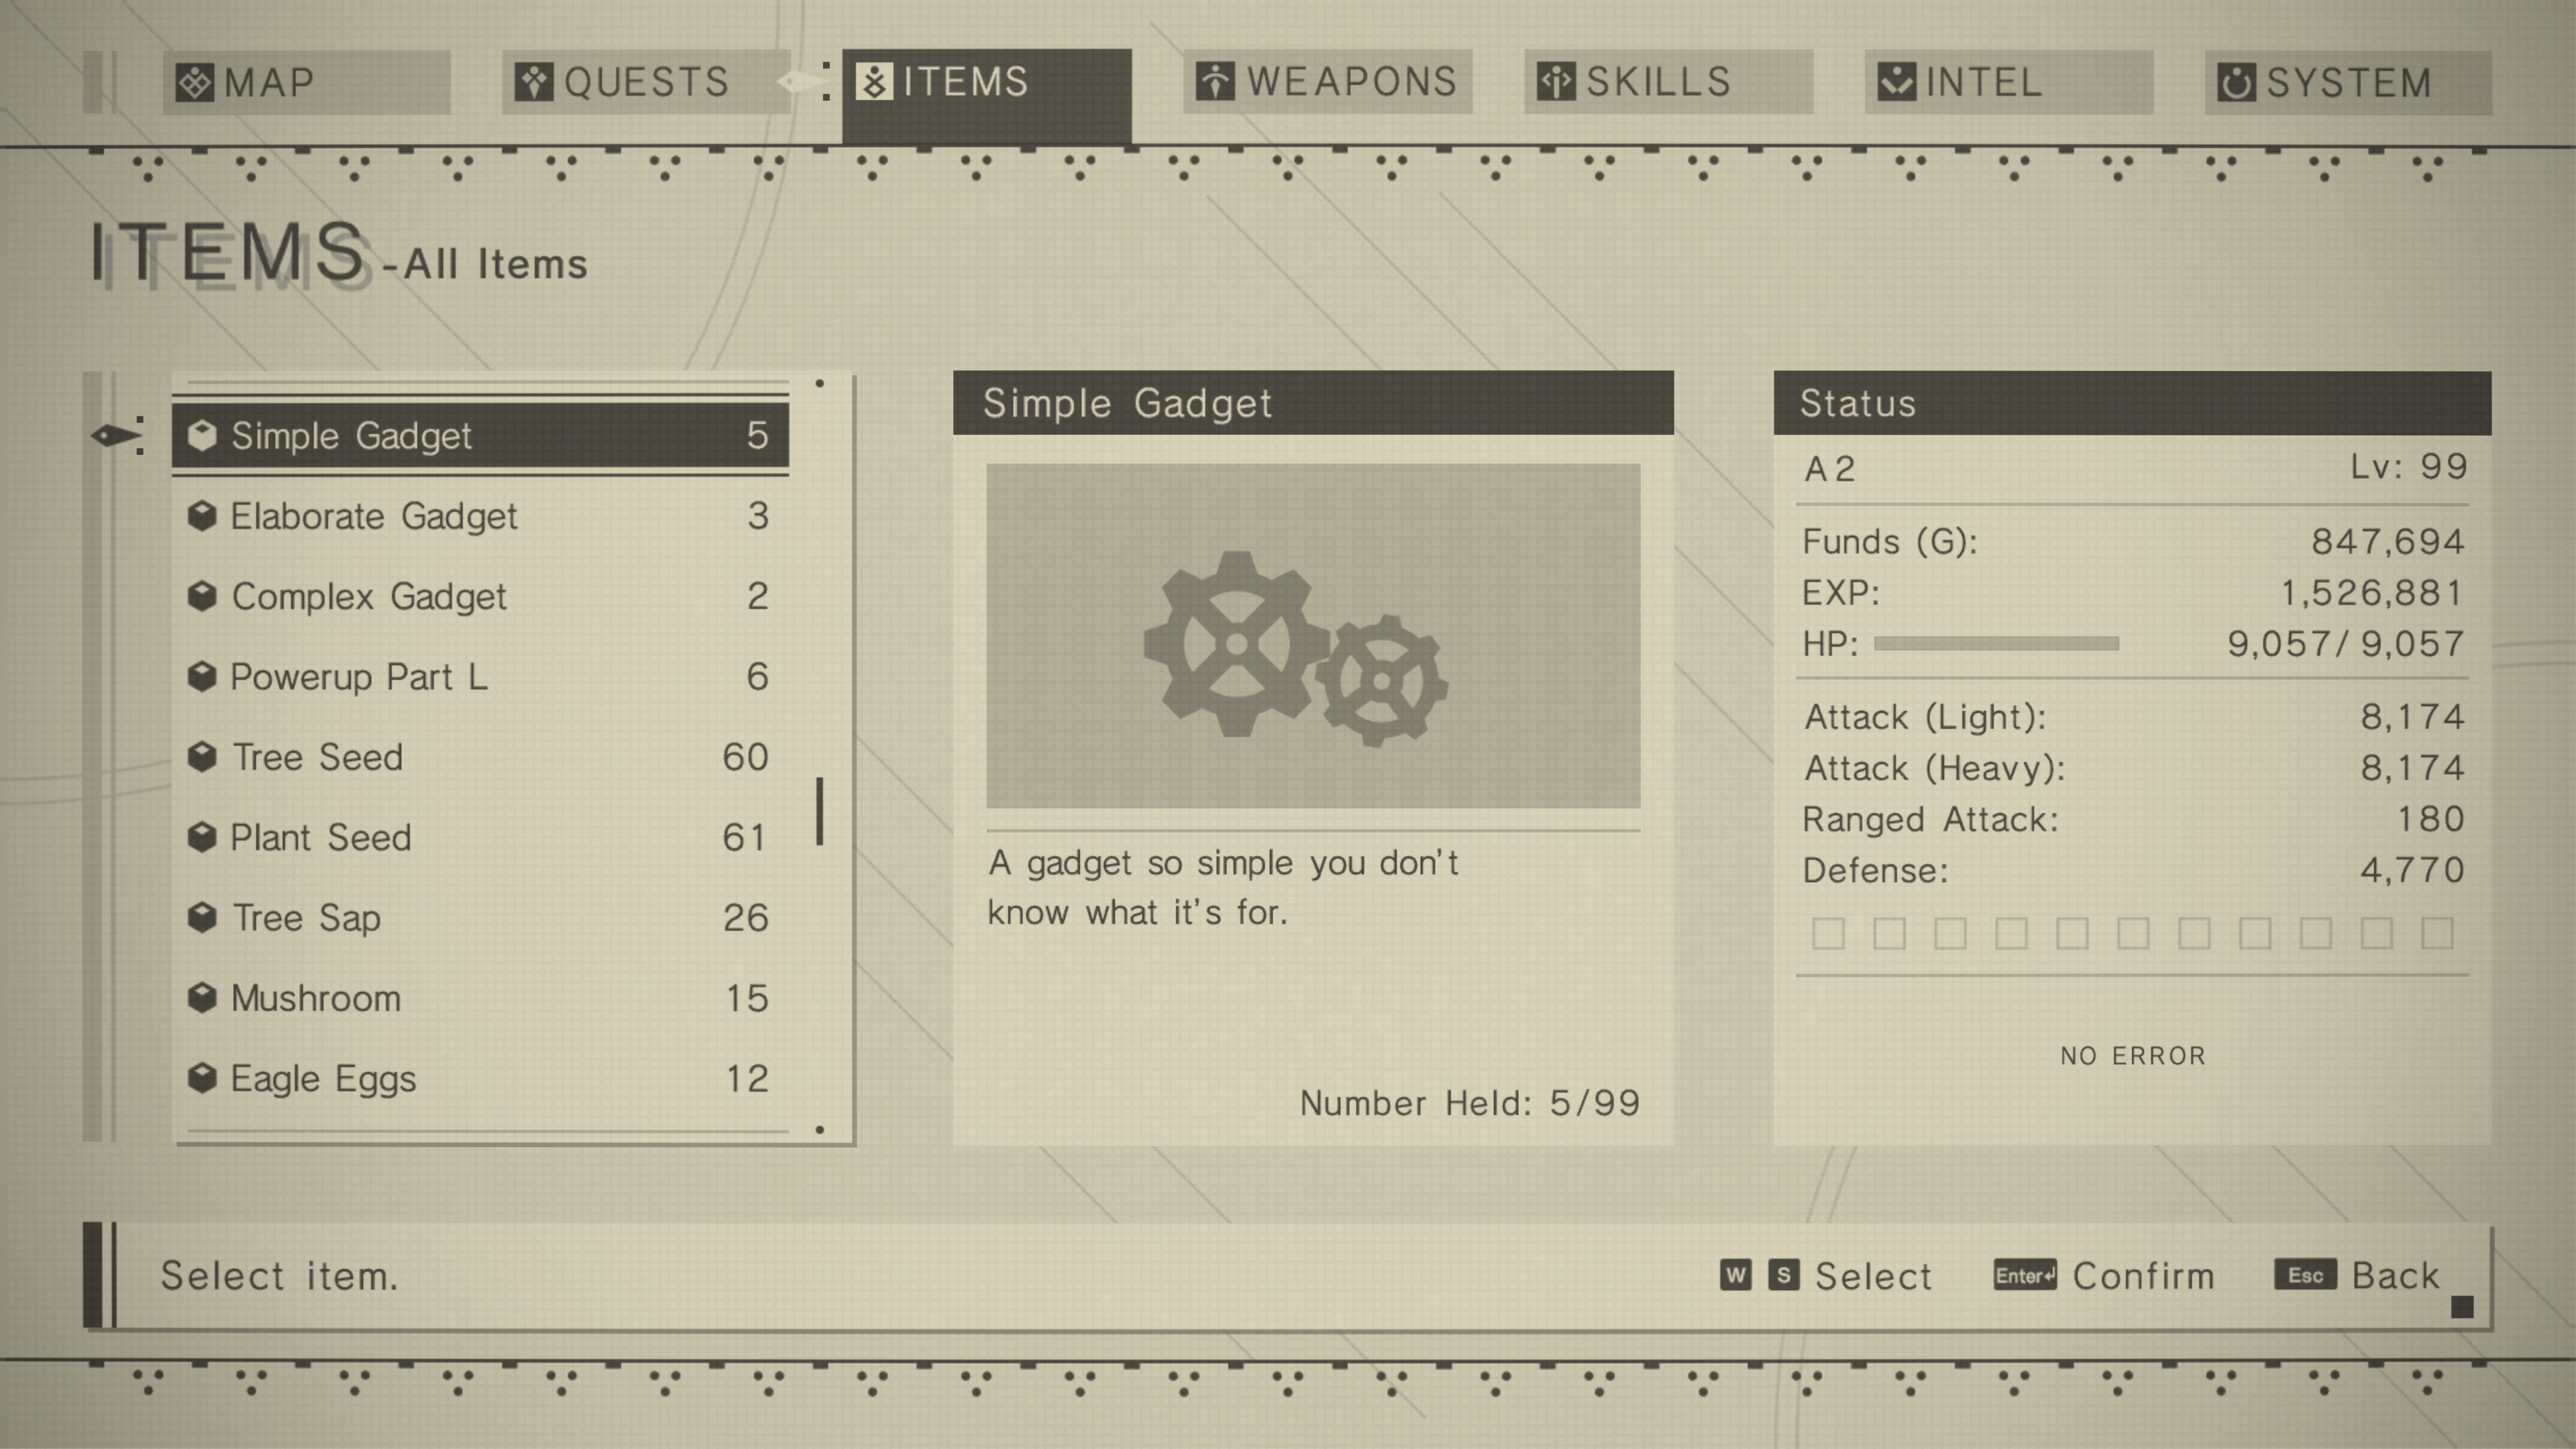 MAP
QUESTS
ITEMS
WEAPONS
SKILLS
INTEL
SYSTEM
ITEMS -All Items
Simple Gadget 5
Elaborate Gadget 3
Complex Gadget 2
Powerup Part L 6
Tree Seed 60
Plant Seed 61
Tree Sap 26
Mushroom 15
Eagle Eggs 12
Simple Gadget
A gadget so simple you don't
know what it's for.
Number Held: 5/99
Status
A2 Lv: 99
Funds (G): 847,694
EXP: 1,526,881
HP: 9,057/ 9,057
Attack (Light): 8,174
Attack (Heavy): 8,174
Ranged Attack: 180
Defense: 4,770
NO ERROR
Select item.
W S Select Enter↲ Confirm Esc Back